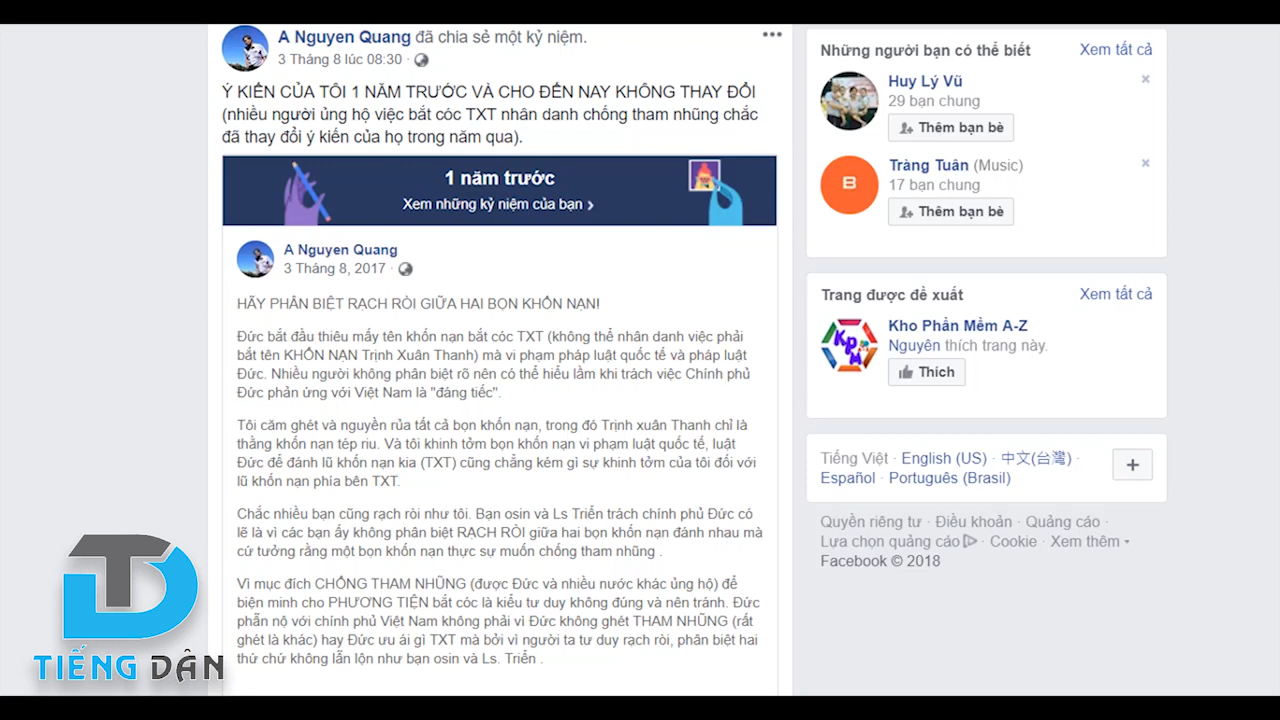 A Nguyen Quang đã chia sẻ một kỷ niệm.
3 Tháng 8 lúc 08:30 ·
Ý KIẾN CỦA TÔI 1 NĂM TRƯỚC VÀ CHO ĐẾN NAY KHÔNG THAY ĐỔI
(nhiều người ủng hộ việc bắt cóc TXT nhân danh chống tham nhũng chắc
đã thay đổi ý kiến của họ trong năm qua).
1 năm trước
Xem những kỷ niệm của bạn ›
A Nguyen Quang
3 Tháng 8, 2017 ·
HÃY PHÂN BIỆT RẠCH RÒI GIỮA HAI BỌN KHỐN NẠN!
Đức bắt đầu thiêu mấy tên khốn nạn bắt cóc TXT (không thể nhân danh việc phải
bắt tên KHỐN NẠN Trịnh Xuân Thanh) mà vi phạm pháp luật quốc tế và pháp luật
Đức. Nhiều người không phân biệt rõ nên có thể hiểu lầm khi trách việc Chính phủ
Đức phản ứng với Việt Nam là "đáng tiếc".
Tôi căm ghét và nguyền rủa tất cả bọn khốn nạn, trong đó Trịnh xuân Thanh chỉ là
thằng khốn nạn tép riu. Và tôi khinh tởm bọn khốn nạn vi phạm luật quốc tế, luật
Đức để đánh lũ khốn nạn kia (TXT) cũng chẳng kém gì sự khinh tởm của tôi đối với
lũ khốn nạn phía bên TXT.
Chắc nhiều bạn cũng rạch ròi như tôi. Bạn osin và Ls Triển trách chính phủ Đức có
lẽ là vì các bạn ấy không phân biệt RẠCH RÒI giữa hai bọn khốn nạn đánh nhau mà
cứ tưởng rằng một bọn khốn nạn thực sự muốn chống tham nhũng .
Vì mục đích CHỐNG THAM NHŨNG (được Đức và nhiều nước khác ủng hộ) để
biện minh cho PHƯƠNG TIỆN bắt cóc là kiểu tư duy không đúng và nên tránh. Đức
phẫn nộ với chính phủ Việt Nam không phải vì Đức không ghét THAM NHŨNG (rất
ghét là khác) hay Đức ưu ái gì TXT mà bởi vì người ta tư duy rạch ròi, phân biệt hai
thứ chứ không lẫn lộn như bạn osin và Ls. Triển .
Những người bạn có thể biết
Xem tất cả
Huy Lý Vũ
29 bạn chung
Thêm bạn bè
B
Tràng Tuân (Music)
17 bạn chung
Thêm bạn bè
Trang được đề xuất
Xem tất cả
KPM
Kho Phần Mềm A-Z
Nguyên thích trang này.
Thích
Tiếng Việt · English (US) · 中文(台灣) ·
Español · Português (Brasil)
Quyền riêng tư · Điều khoản · Quảng cáo ·
Lựa chọn quảng cáo · Cookie · Xem thêm
Facebook © 2018
TIẾNG DÂN